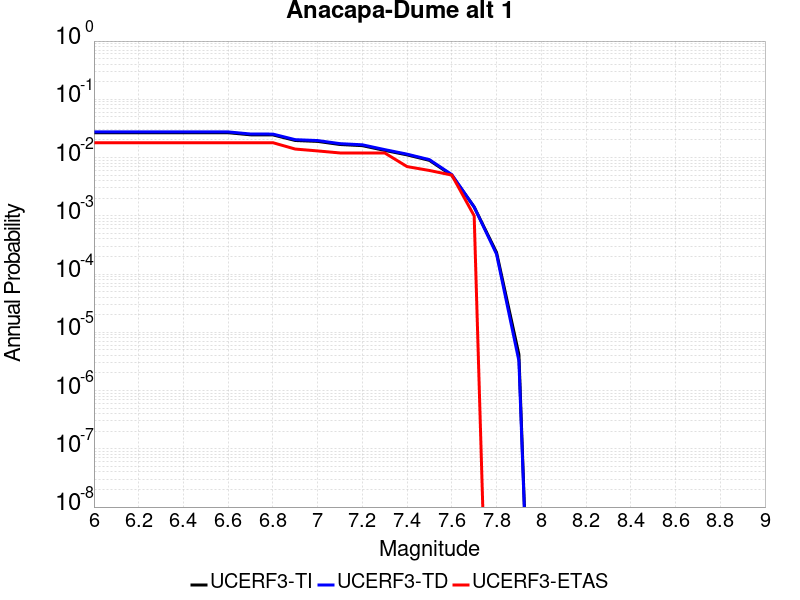 Anacapa-Dume alt 1
10^0
10^-1
10^-2
10^-3
10^-4
10^-5
10^-6
10^-7
10^-8
Annual Probability
6 6.2 6.4 6.6 6.8 7 7.2 7.4 7.6 7.8 8 8.2 8.4 8.6 8.8 9
Magnitude
UCERF3-TI UCERF3-TD UCERF3-ETAS